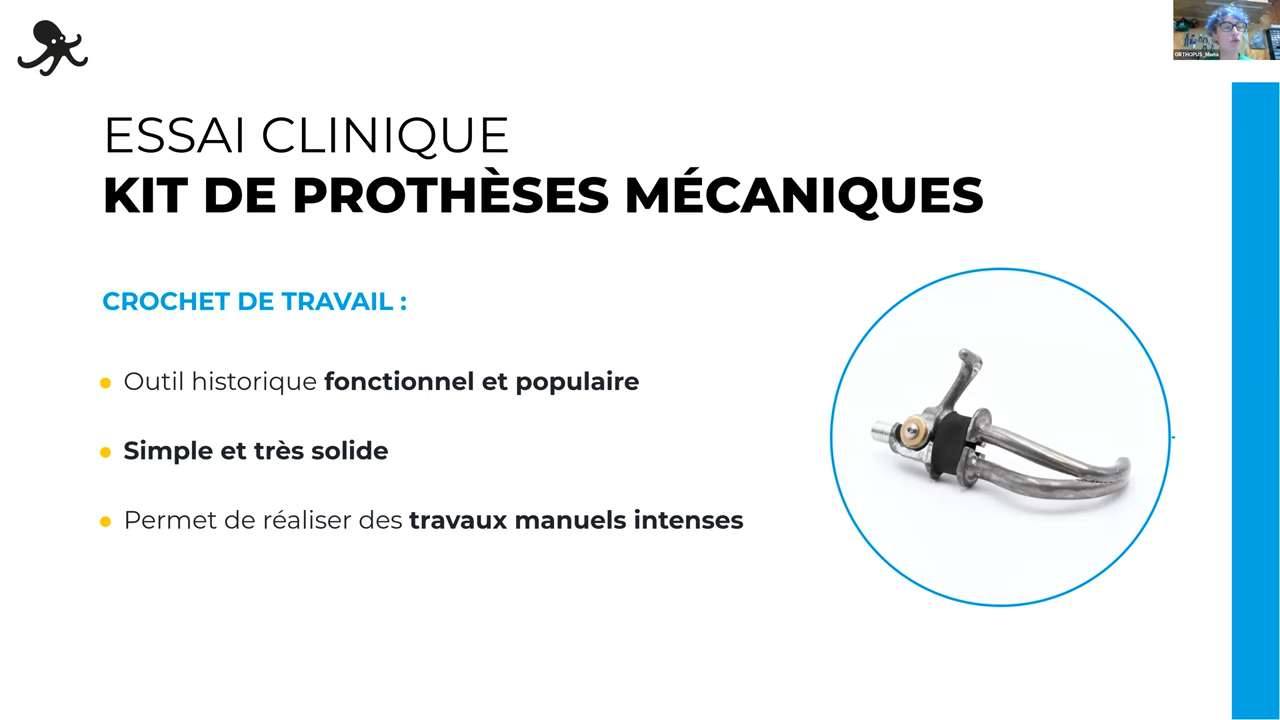 ORTHOPUS_Mona
ESSAI CLINIQUE
KIT DE PROTHÈSES MÉCANIQUES
CROCHET DE TRAVAIL :
Outil historique fonctionnel et populaire
Simple et très solide
Permet de réaliser des travaux manuels intenses